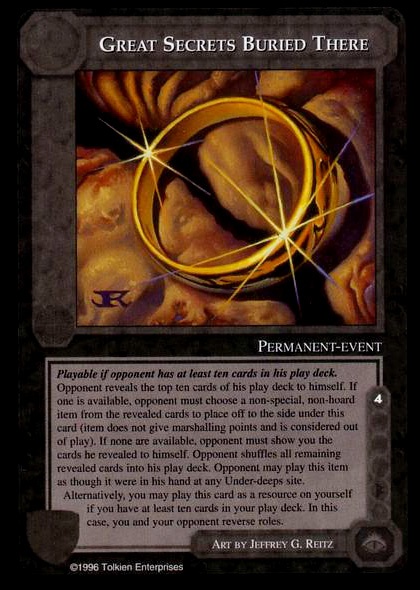 Great Secrets Buried There
JR
Permanent-event
Playable if opponent has at least ten cards in his play deck.
Opponent reveals the top ten cards of his play deck to himself. If
one is available, opponent must choose a non-special, non-hoard
item from the revealed cards to place off to the side under this
card (item does not give marshalling points and is considered out
of play). If none are available, opponent must show you the
cards he revealed to himself. Opponent shuffles all remaining
revealed cards into his play deck. Opponent may play this item
as though it were in his hand at any Under-deeps site.
Alternatively, you may play this card as a resource on yourself
if you have at least ten cards in your play deck. In this
case, you and your opponent reverse roles.
4
Art by Jeffrey G. Reitz
©1996 Tolkien Enterprises